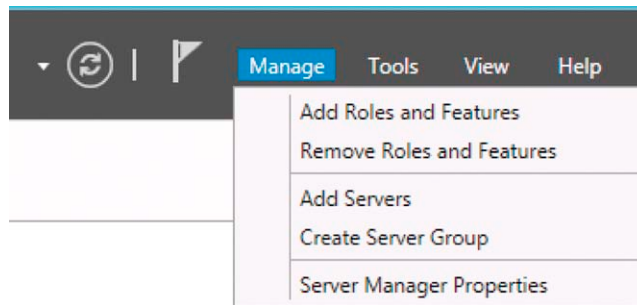 Manage Tools View Help
Add Roles and Features
Remove Roles and Features
Add Servers
Create Server Group
Server Manager Properties